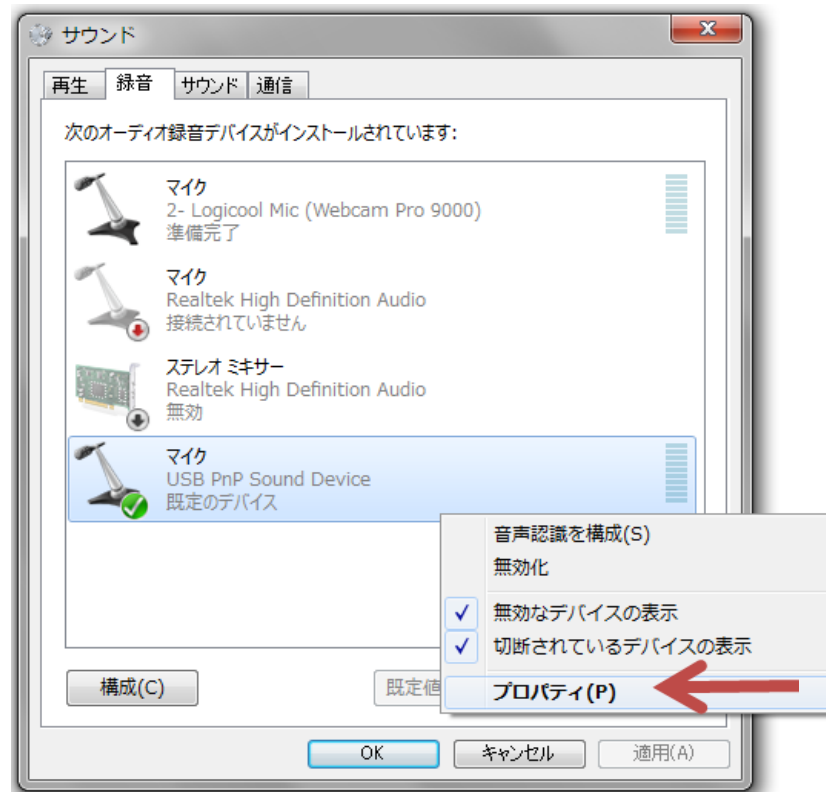 サウンド
再生 録音 サウンド 通信
次のオーディオ録音デバイスがインストールされています:
マイク
2- Logicool Mic (Webcam Pro 9000)
準備完了
マイク
Realtek High Definition Audio
接続されていません
ステレオ ミキサー
Realtek High Definition Audio
無効
マイク
USB PnP Sound Device
既定のデバイス
音声認識を構成(S)
無効化
無効なデバイスの表示
切断されているデバイスの表示
プロパティ(P)
構成(C) 既定値
OK キャンセル 適用(A)